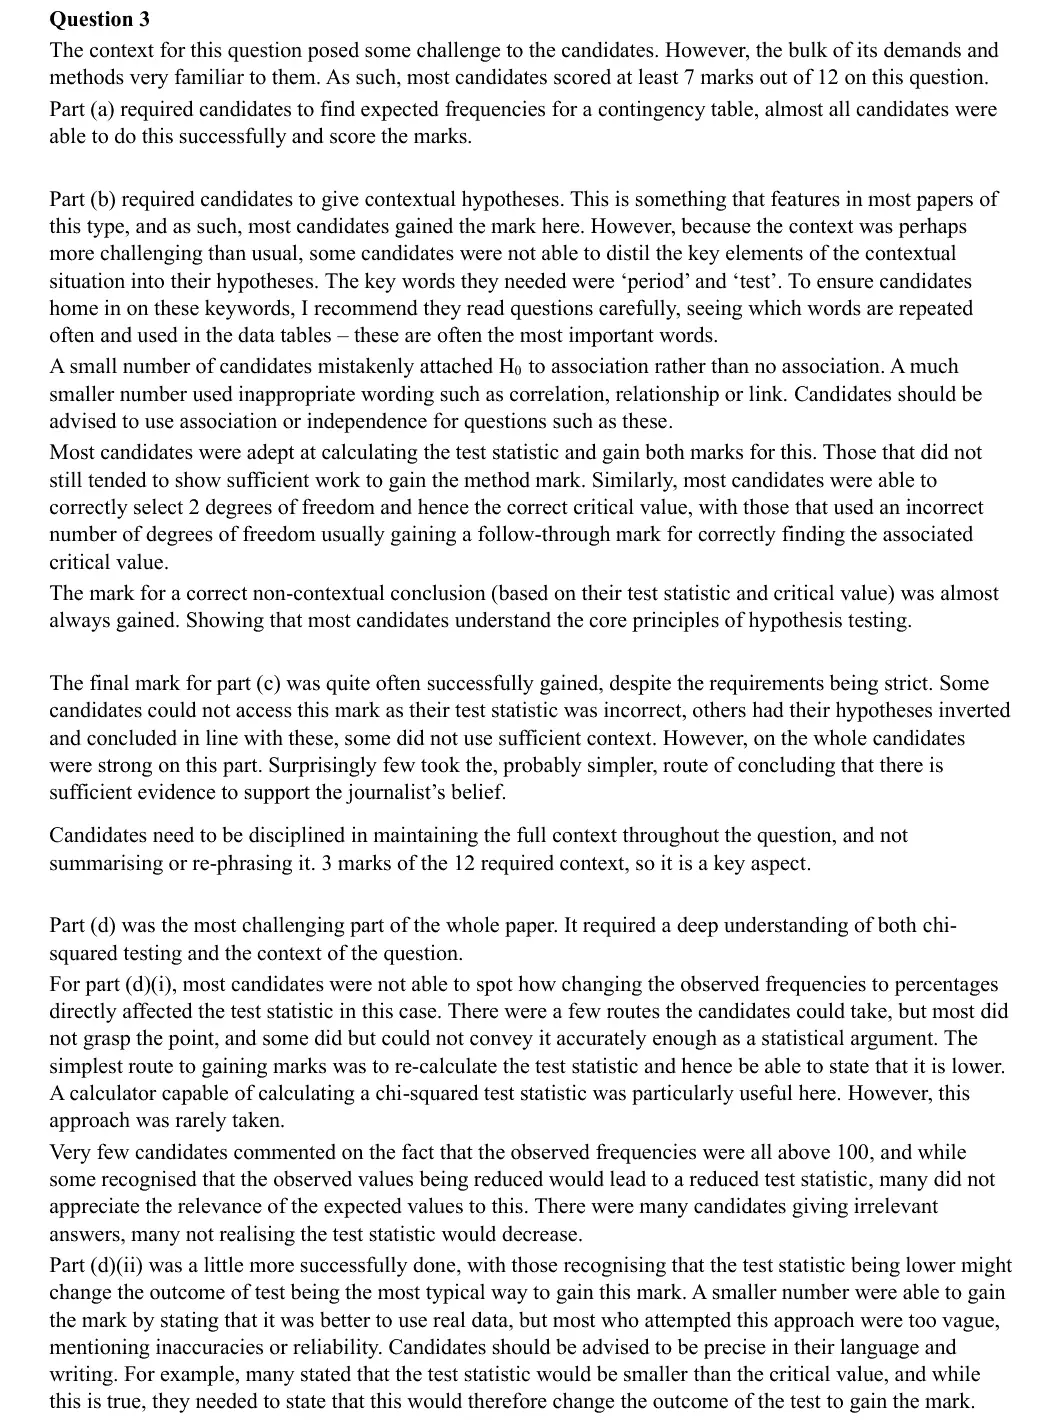 Question 3
The context for this question posed some challenge to the candidates. However, the bulk of its demands and
methods very familiar to them. As such, most candidates scored at least 7 marks out of 12 on this question.
Part (a) required candidates to find expected frequencies for a contingency table, almost all candidates were
able to do this successfully and score the marks.
Part (b) required candidates to give contextual hypotheses. This is something that features in most papers of
this type, and as such, most candidates gained the mark here. However, because the context was perhaps
more challenging than usual, some candidates were not able to distil the key elements of the contextual
situation into their hypotheses. The key words they needed were ‘period’ and ‘test’. To ensure candidates
home in on these keywords, I recommend they read questions carefully, seeing which words are repeated
often and used in the data tables – these are often the most important words.
A small number of candidates mistakenly attached H₀ to association rather than no association. A much
smaller number used inappropriate wording such as correlation, relationship or link. Candidates should be
advised to use association or independence for questions such as these.
Most candidates were adept at calculating the test statistic and gain both marks for this. Those that did not
still tended to show sufficient work to gain the method mark. Similarly, most candidates were able to
correctly select 2 degrees of freedom and hence the correct critical value, with those that used an incorrect
number of degrees of freedom usually gaining a follow-through mark for correctly finding the associated
critical value.
The mark for a correct non-contextual conclusion (based on their test statistic and critical value) was almost
always gained. Showing that most candidates understand the core principles of hypothesis testing.
The final mark for part (c) was quite often successfully gained, despite the requirements being strict. Some
candidates could not access this mark as their test statistic was incorrect, others had their hypotheses inverted
and concluded in line with these, some did not use sufficient context. However, on the whole candidates
were strong on this part. Surprisingly few took the, probably simpler, route of concluding that there is
sufficient evidence to support the journalist’s belief.
Candidates need to be disciplined in maintaining the full context throughout the question, and not
summarising or re-phrasing it. 3 marks of the 12 required context, so it is a key aspect.
Part (d) was the most challenging part of the whole paper. It required a deep understanding of both chi-
squared testing and the context of the question.
For part (d)(i), most candidates were not able to spot how changing the observed frequencies to percentages
directly affected the test statistic in this case. There were a few routes the candidates could take, but most did
not grasp the point, and some did but could not convey it accurately enough as a statistical argument. The
simplest route to gaining marks was to re-calculate the test statistic and hence be able to state that it is lower.
A calculator capable of calculating a chi-squared test statistic was particularly useful here. However, this
approach was rarely taken.
Very few candidates commented on the fact that the observed frequencies were all above 100, and while
some recognised that the observed values being reduced would lead to a reduced test statistic, many did not
appreciate the relevance of the expected values to this. There were many candidates giving irrelevant
answers, many not realising the test statistic would decrease.
Part (d)(ii) was a little more successfully done, with those recognising that the test statistic being lower might
change the outcome of test being the most typical way to gain this mark. A smaller number were able to gain
the mark by stating that it was better to use real data, but most who attempted this approach were too vague,
mentioning inaccuracies or reliability. Candidates should be advised to be precise in their language and
writing. For example, many stated that the test statistic would be smaller than the critical value, and while
this is true, they needed to state that this would therefore change the outcome of the test to gain the mark.